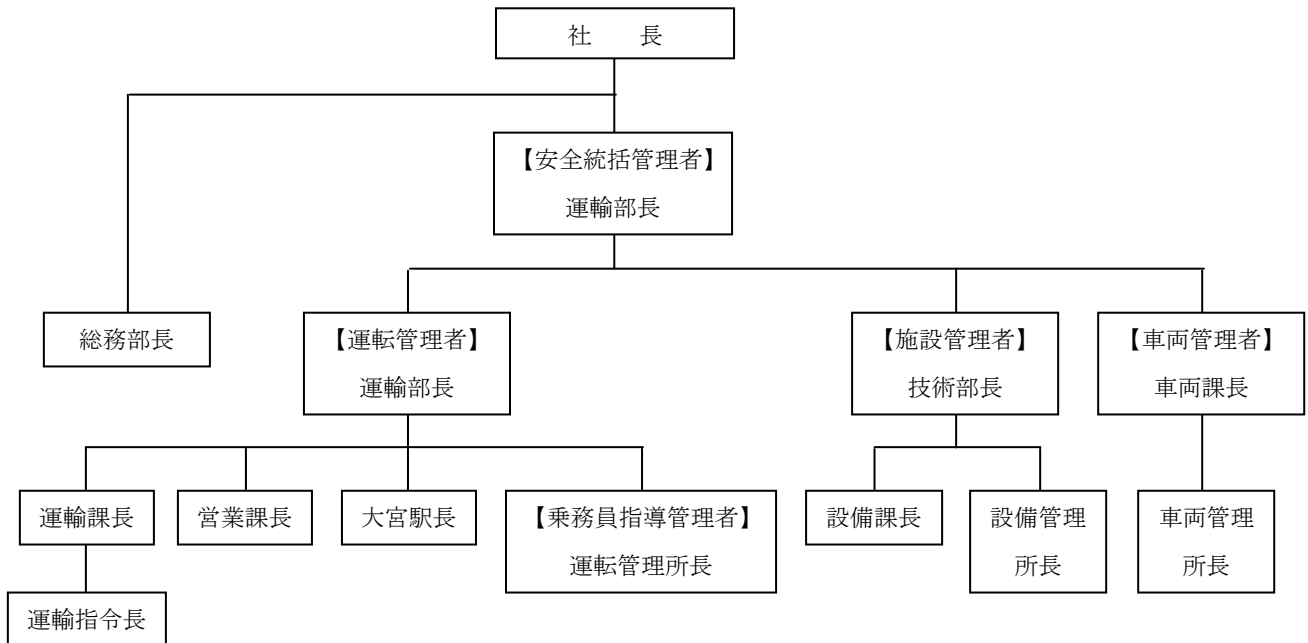 社　　長
【安全統括管理者】
運輸部長
総務部長
【運転管理者】
運輸部長
【施設管理者】
技術部長
【車両管理者】
車両課長
運輸課長
営業課長
大宮駅長
【乗務員指導管理者】
運転管理所長
設備課長
設備管理
所長
車両管理
所長
運輸指令長